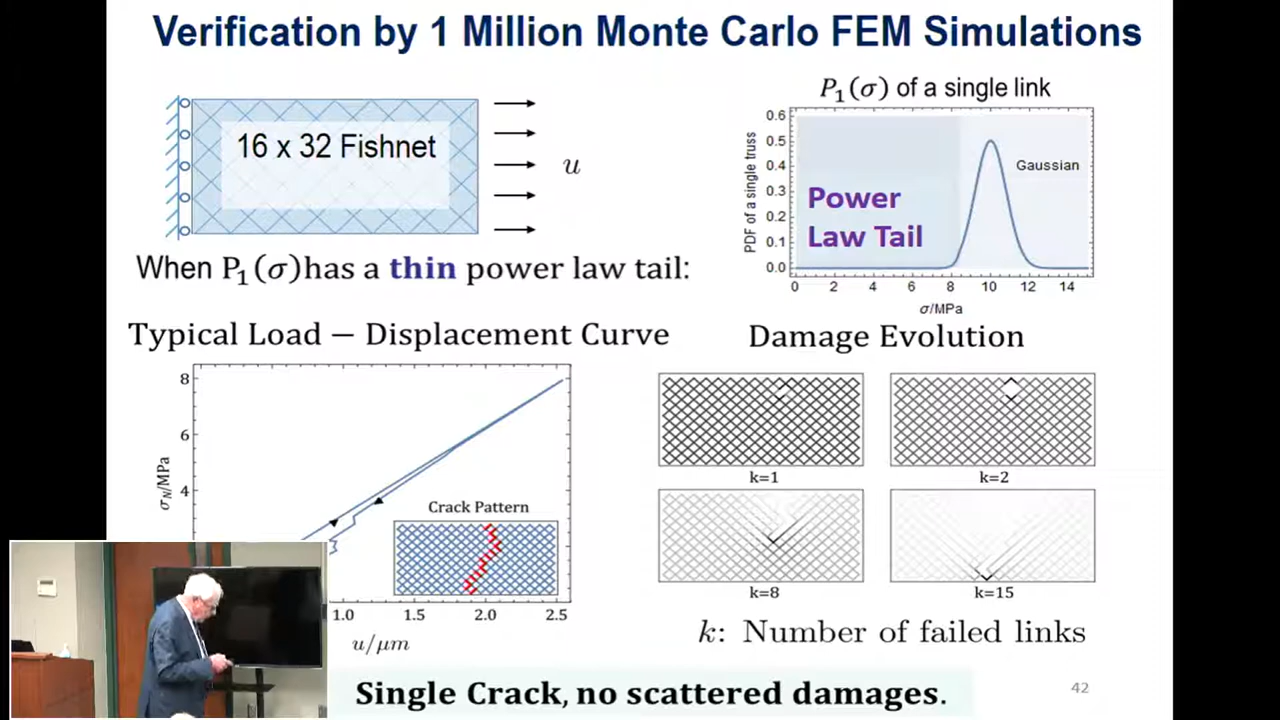 Verification by 1 Million Monte Carlo FEM Simulations
16 x 32 Fishnet
u
When P₁(σ)has a thin power law tail:
P₁(σ) of a single link
PDF of a single truss
0.6
0.5
0.4
0.3
0.2
0.1
0.0
Gaussian
Power
Law Tail
0 2 4 6 8 10 12 14
σ/MPa
Typical Load − Displacement Curve
σN/MPa
8
6
4
Crack Pattern
1.0 1.5 2.0 2.5
u/μm
Damage Evolution
k=1
k=2
k=8
k=15
k: Number of failed links
Single Crack, no scattered damages.
42